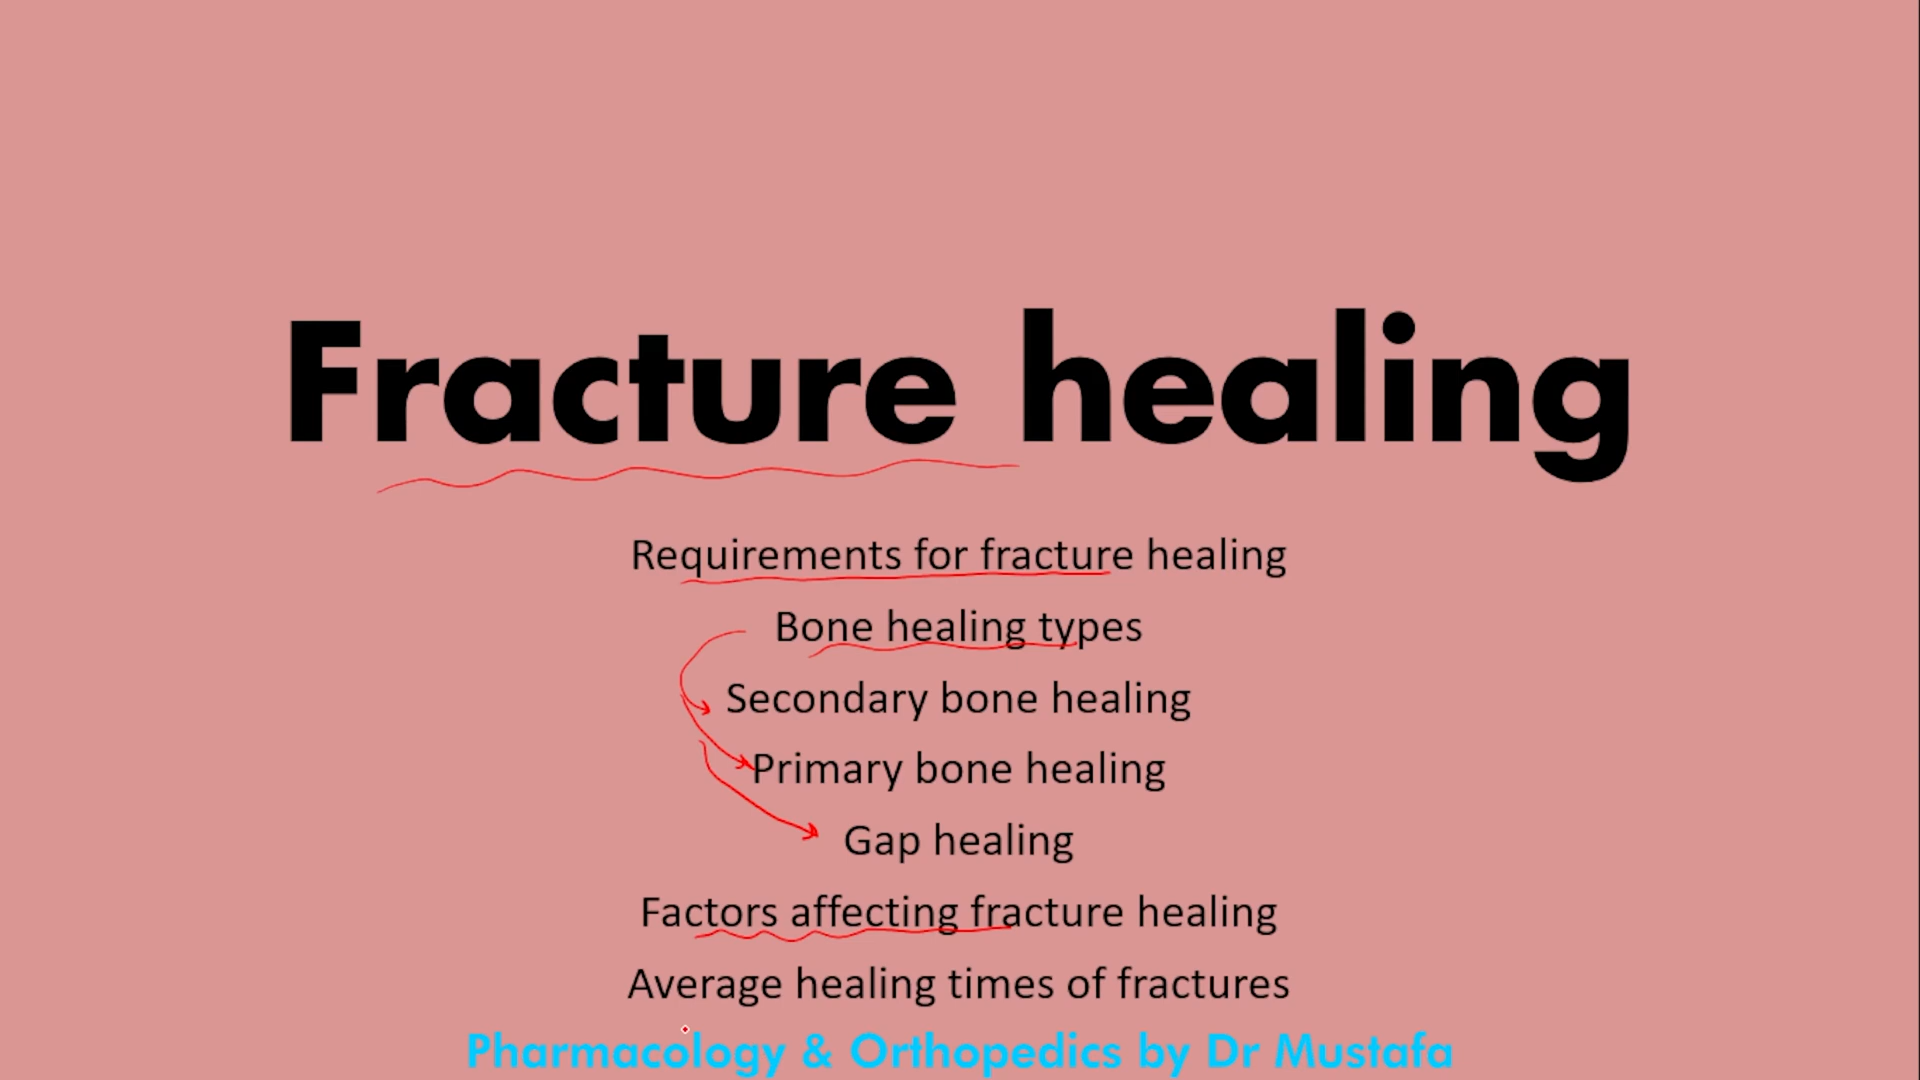 Fracture healing
Requirements for fracture healing
Bone healing types
Secondary bone healing
Primary bone healing
Gap healing
Factors affecting fracture healing
Average healing times of fractures
Pharmacology & Orthopedics by Dr Mustafa